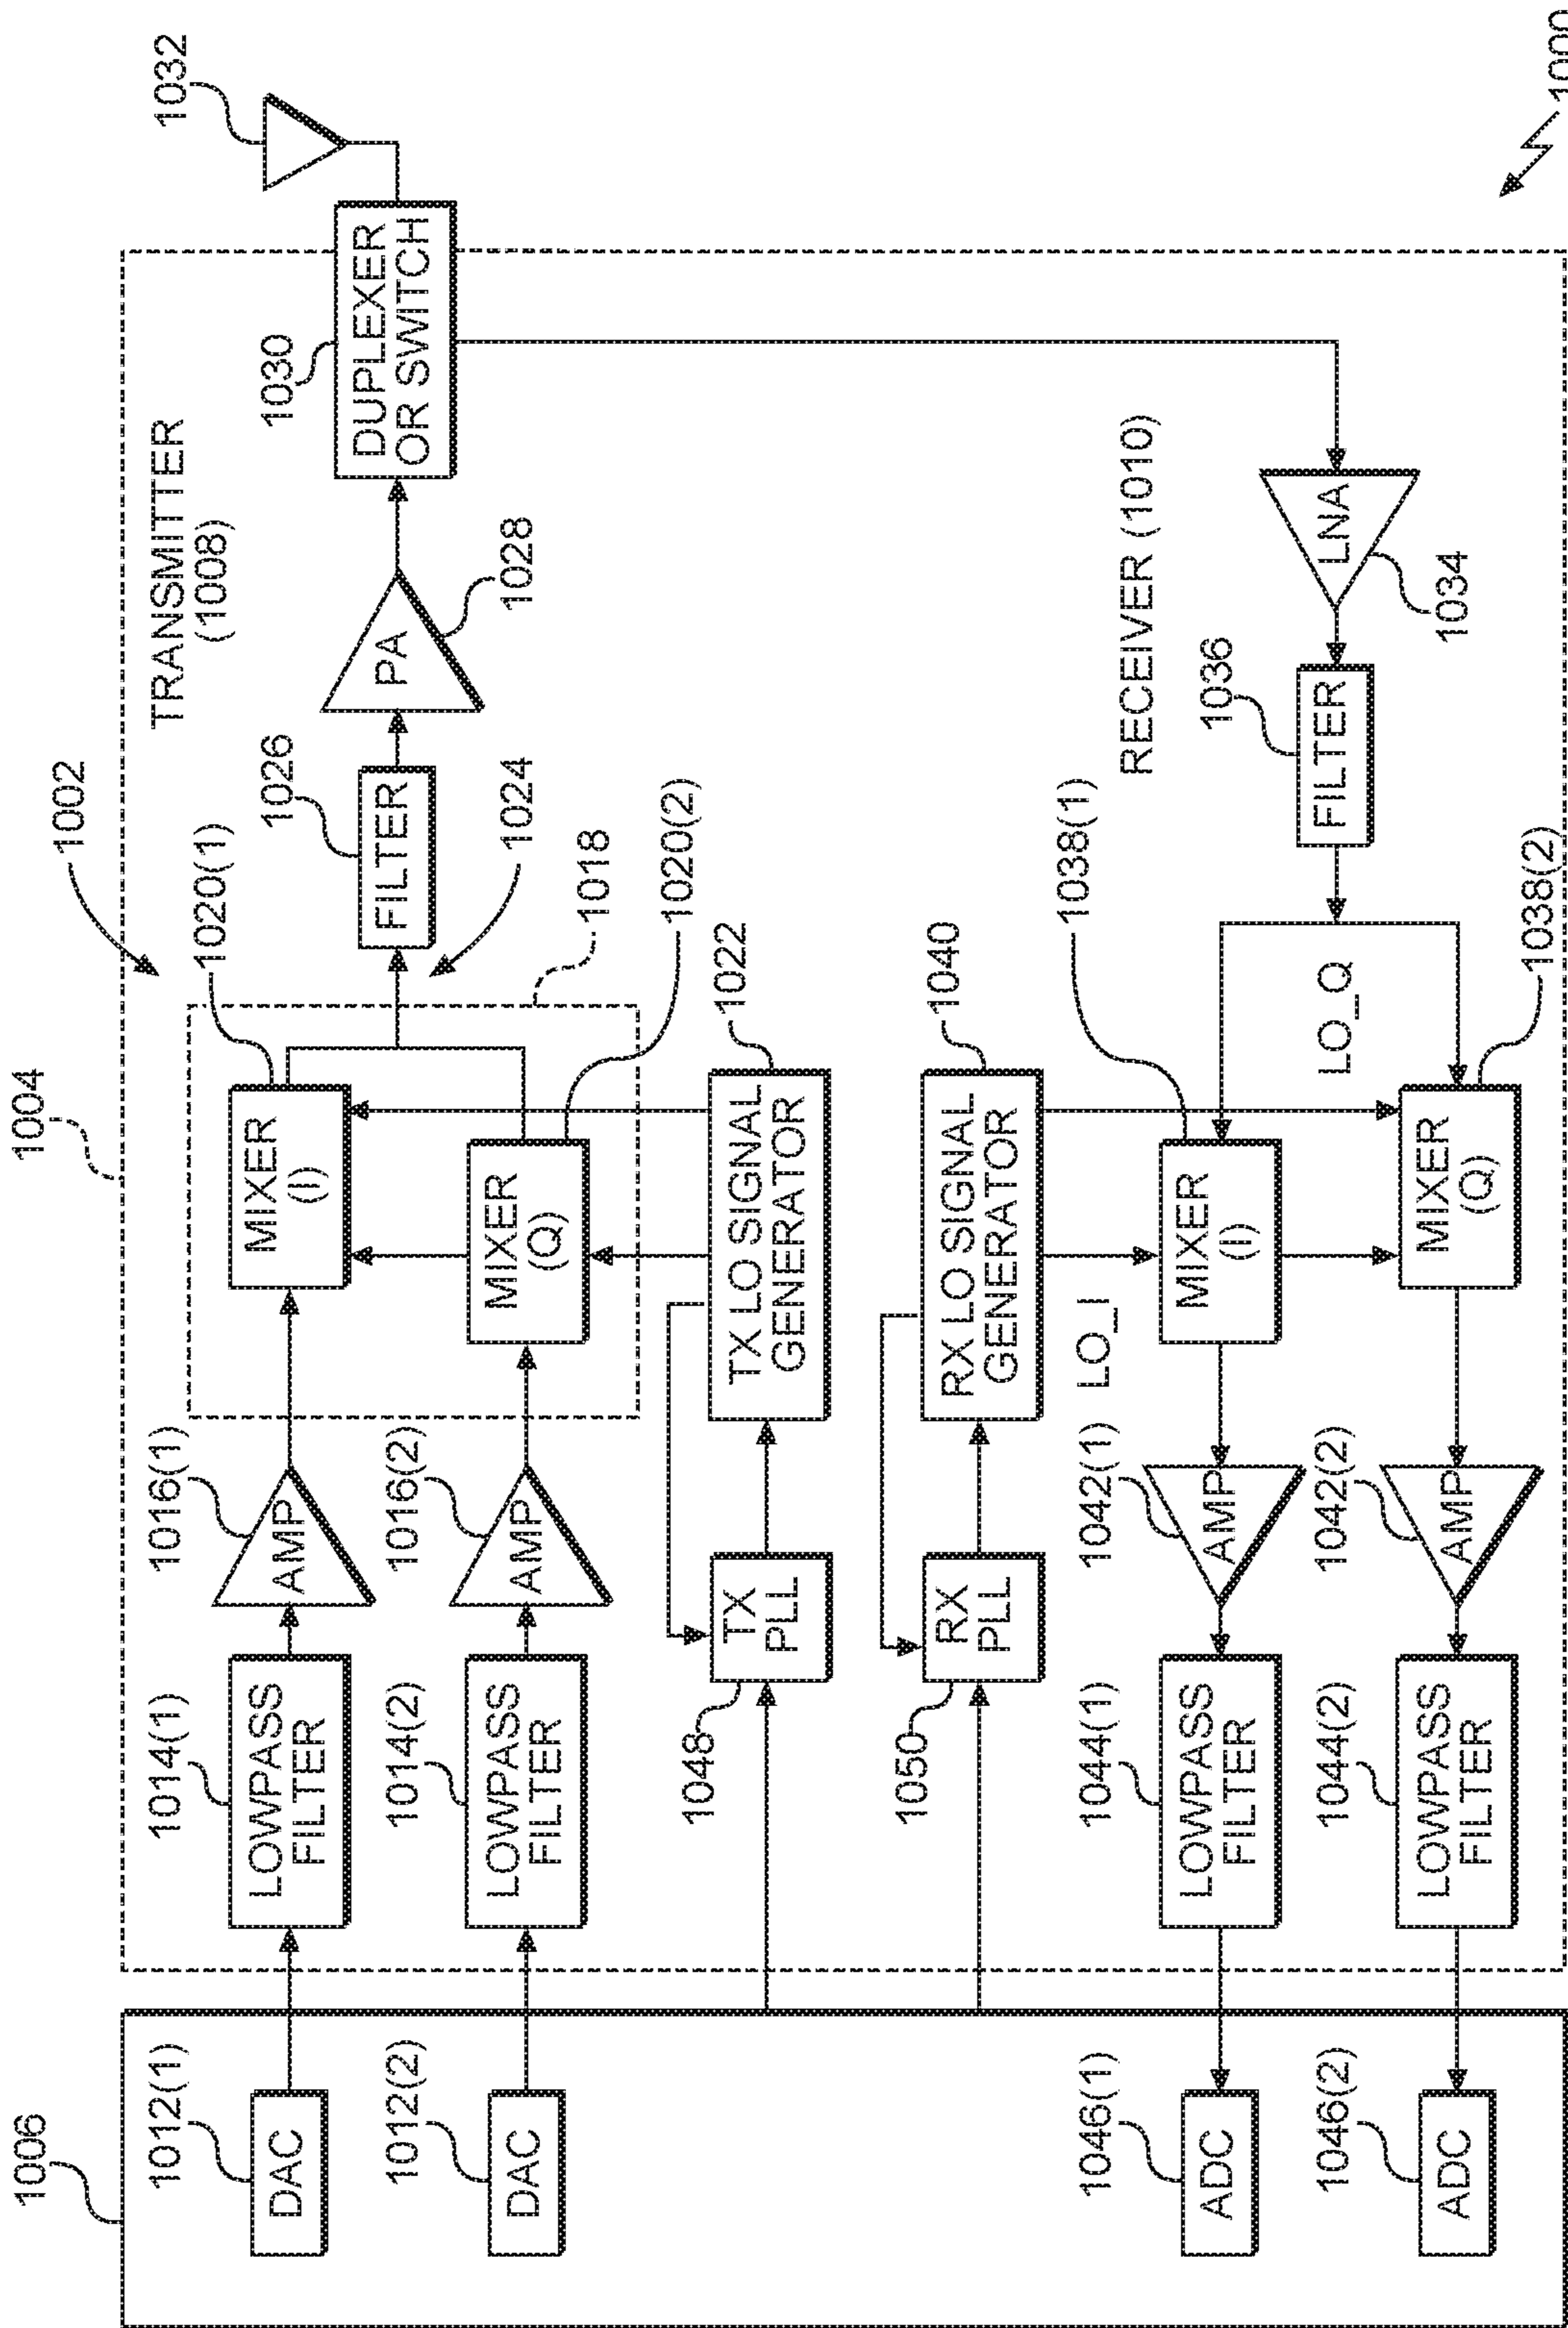 1004
1002
1006
1012(1)
DAC
1014(1)
LOWPASS
FILTER
1016(1)
AMP
1020(1)
MIXER
(I)
1026
FILTER
TRANSMITTER
(1008)
PA
1028
1030
DUPLEXER
OR SWITCH
1032
1012(2)
DAC
1014(2)
LOWPASS
FILTER
1016(2)
AMP
MIXER
(Q)
1024
1018
1020(2)
1048
TX
PLL
TX LO SIGNAL
GENERATOR
1022
1050
RX
PLL
RX LO SIGNAL
GENERATOR
1040
1046(1)
ADC
1044(1)
LOWPASS
FILTER
1042(1)
AMP
LO_I
MIXER
(I)
1038(1)
RECEIVER (1010)
1036
FILTER
LNA
1034
LO_Q
1046(2)
ADC
1044(2)
LOWPASS
FILTER
1042(2)
AMP
MIXER
(Q)
1038(2)
1000